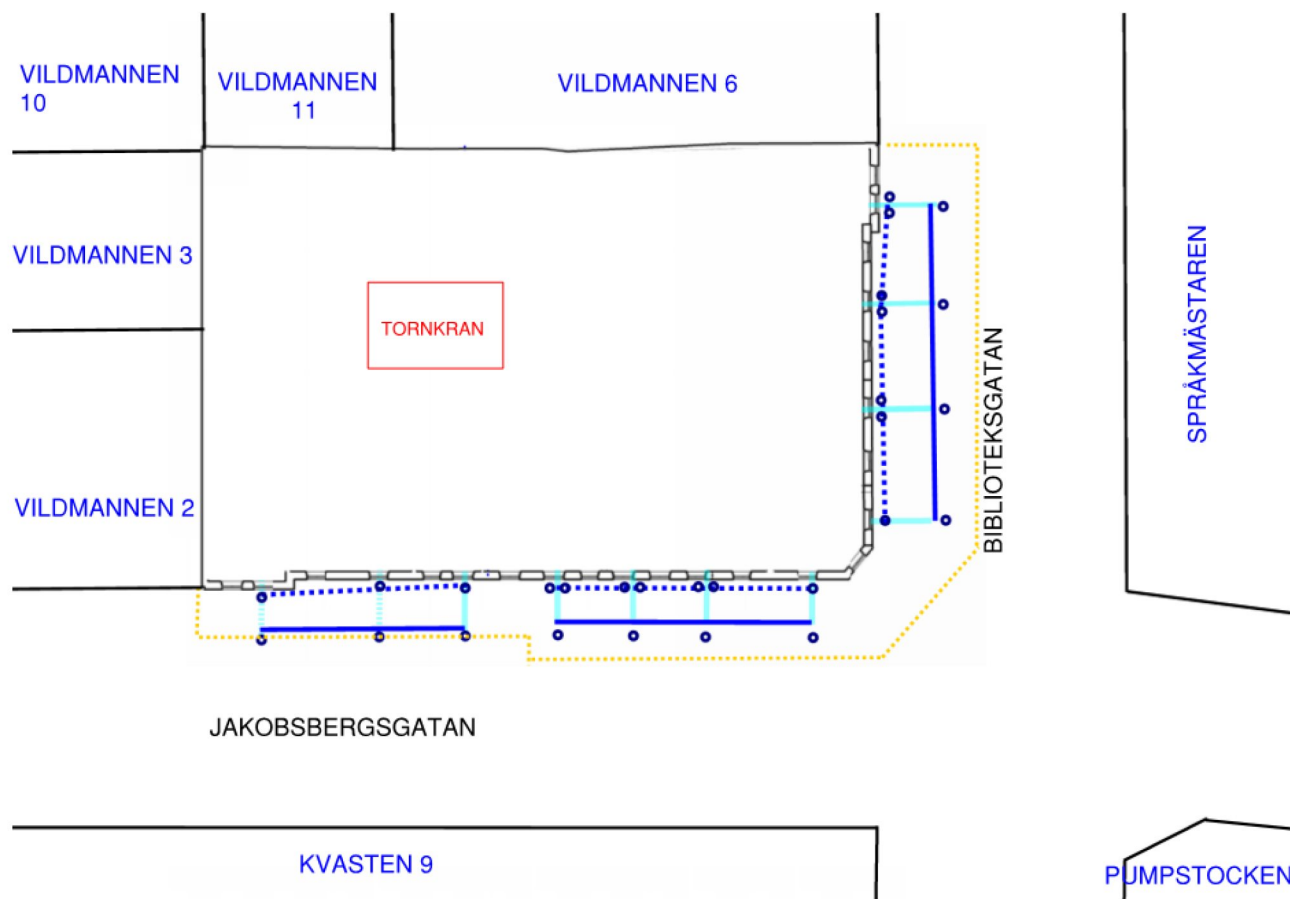 VILDMANNEN
10
VILDMANNEN
11
VILDMANNEN 6
VILDMANNEN 3
TORNKRAN
SPRÅKMÄSTAREN
BIBLIOTEKSGATAN
VILDMANNEN 2
JAKOBSBERGSGATAN
KVASTEN 9
PUMPSTOCKEN